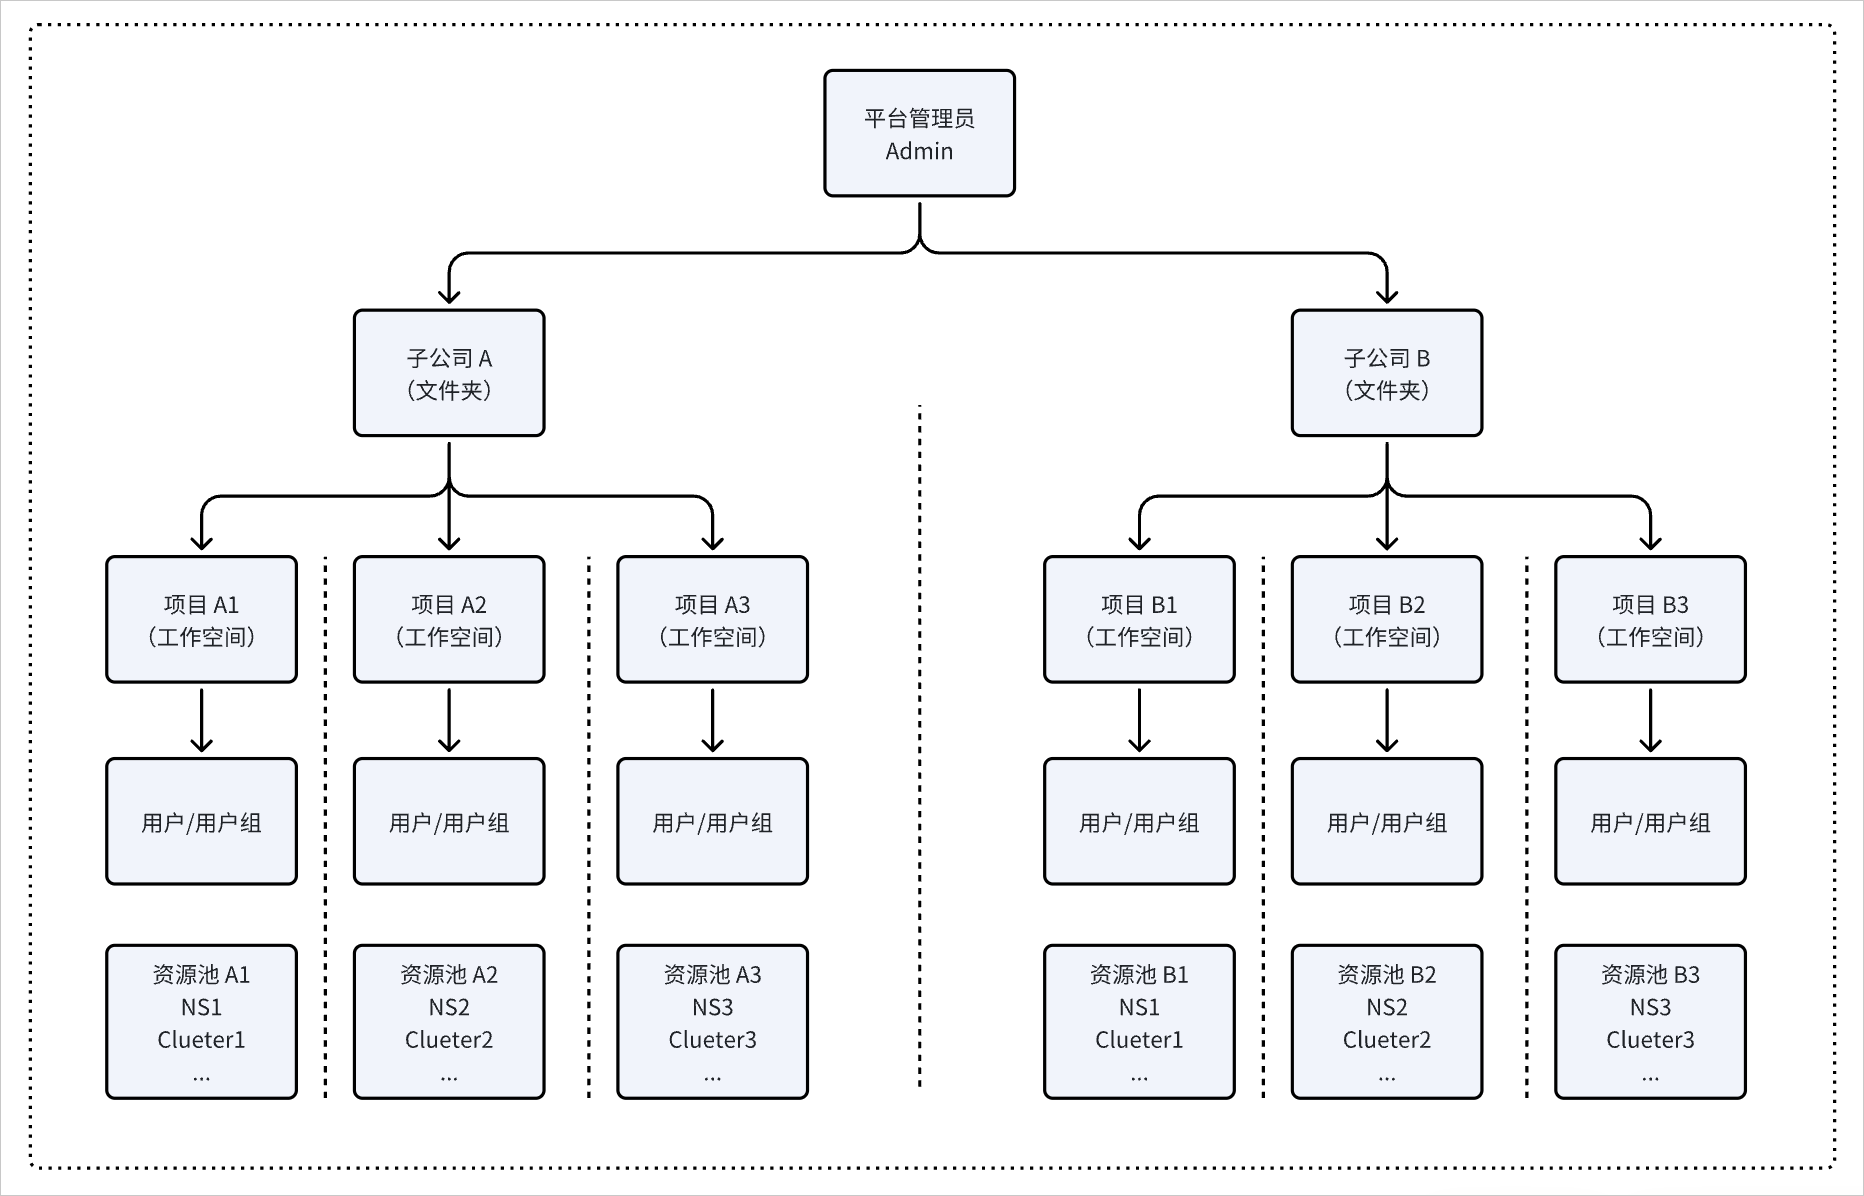 平台管理员
Admin
子公司 A
（文件夹）
子公司 B
（文件夹）
项目 A1
（工作空间）
项目 A2
（工作空间）
项目 A3
（工作空间）
项目 B1
（工作空间）
项目 B2
（工作空间）
项目 B3
（工作空间）
用户/用户组
用户/用户组
用户/用户组
用户/用户组
用户/用户组
用户/用户组
资源池 A1
NS1
Clueter1
...
资源池 A2
NS2
Clueter2
...
资源池 A3
NS3
Clueter3
...
资源池 B1
NS1
Clueter1
...
资源池 B2
NS2
Clueter2
...
资源池 B3
NS3
Clueter3
...